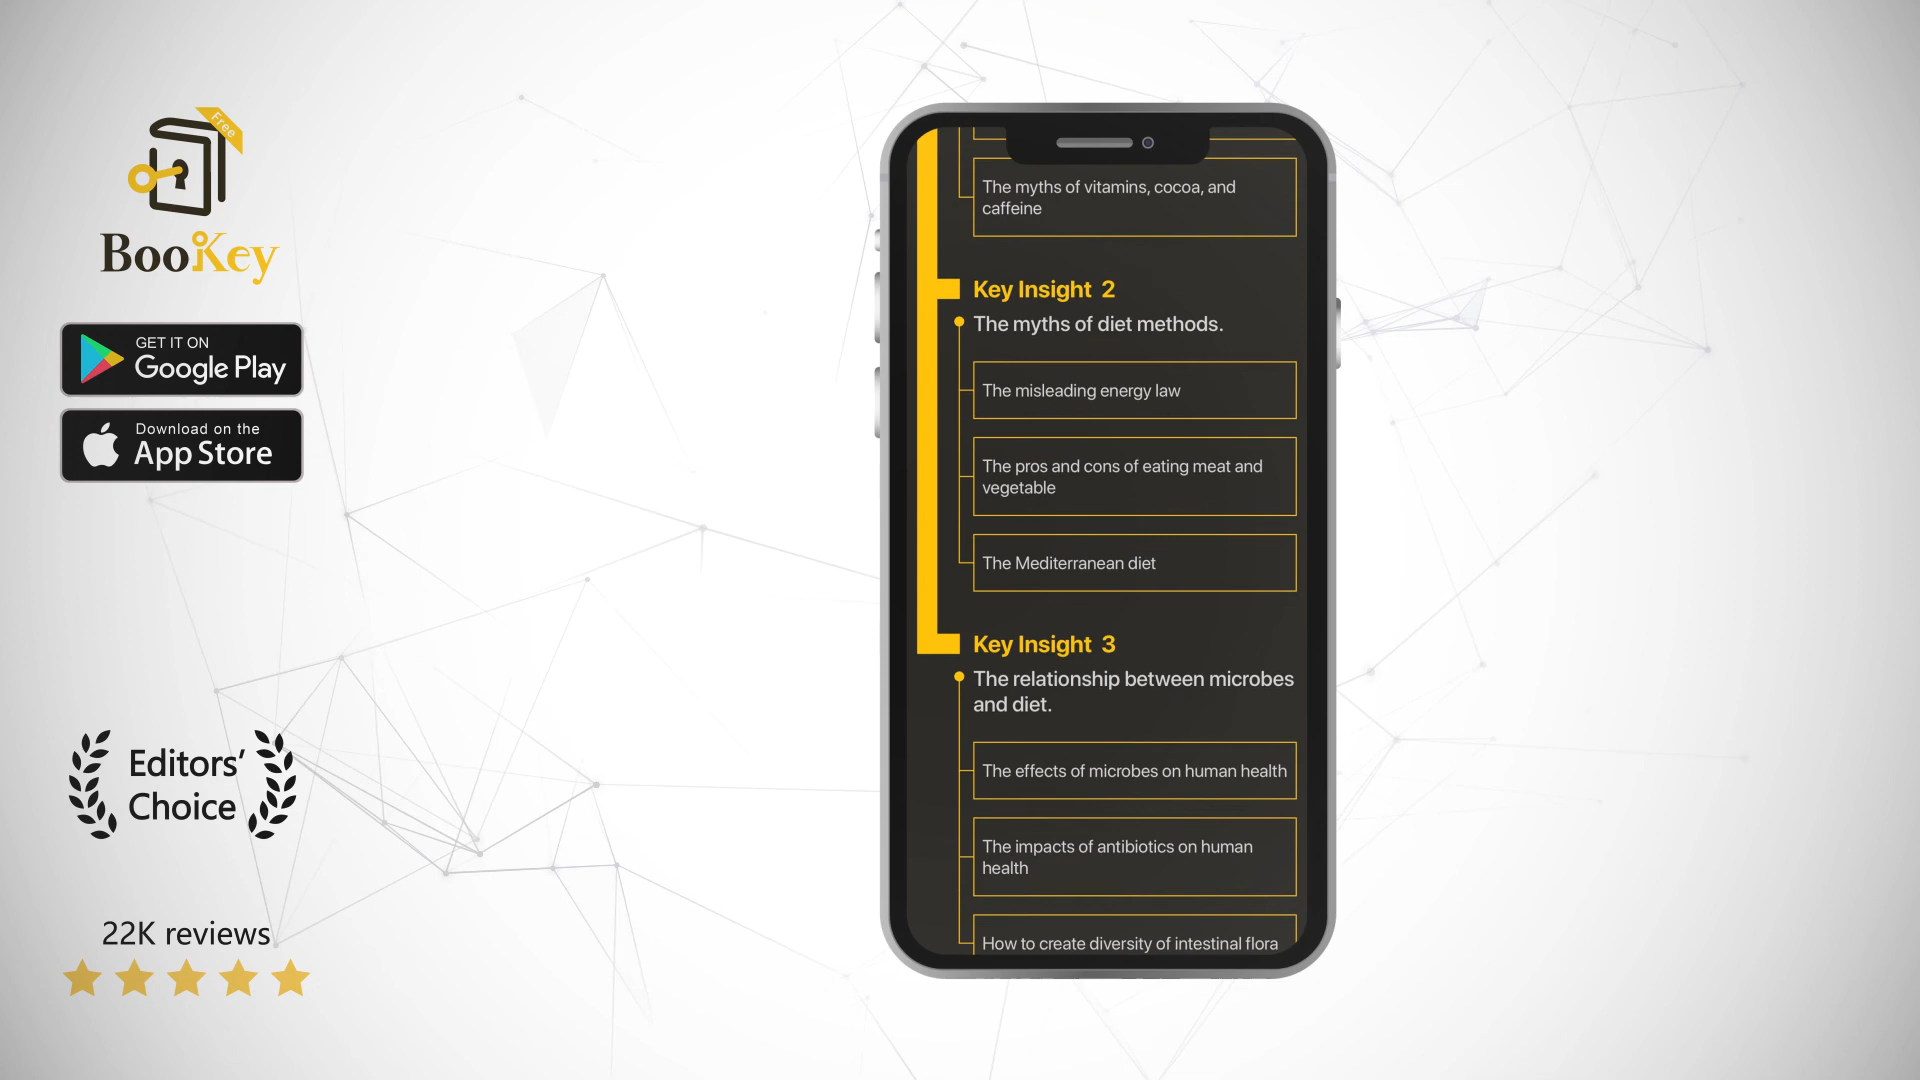 Free
BooKey
GET IT ON
Google Play
Download on the
App Store
Editors’
Choice
22K reviews
The myths of vitamins, cocoa, and
caffeine
Key Insight 2
The myths of diet methods.
The misleading energy law
The pros and cons of eating meat and
vegetable
The Mediterranean diet
Key Insight 3
The relationship between microbes
and diet.
The effects of microbes on human health
The impacts of antibiotics on human
health
How to create diversity of intestinal flora